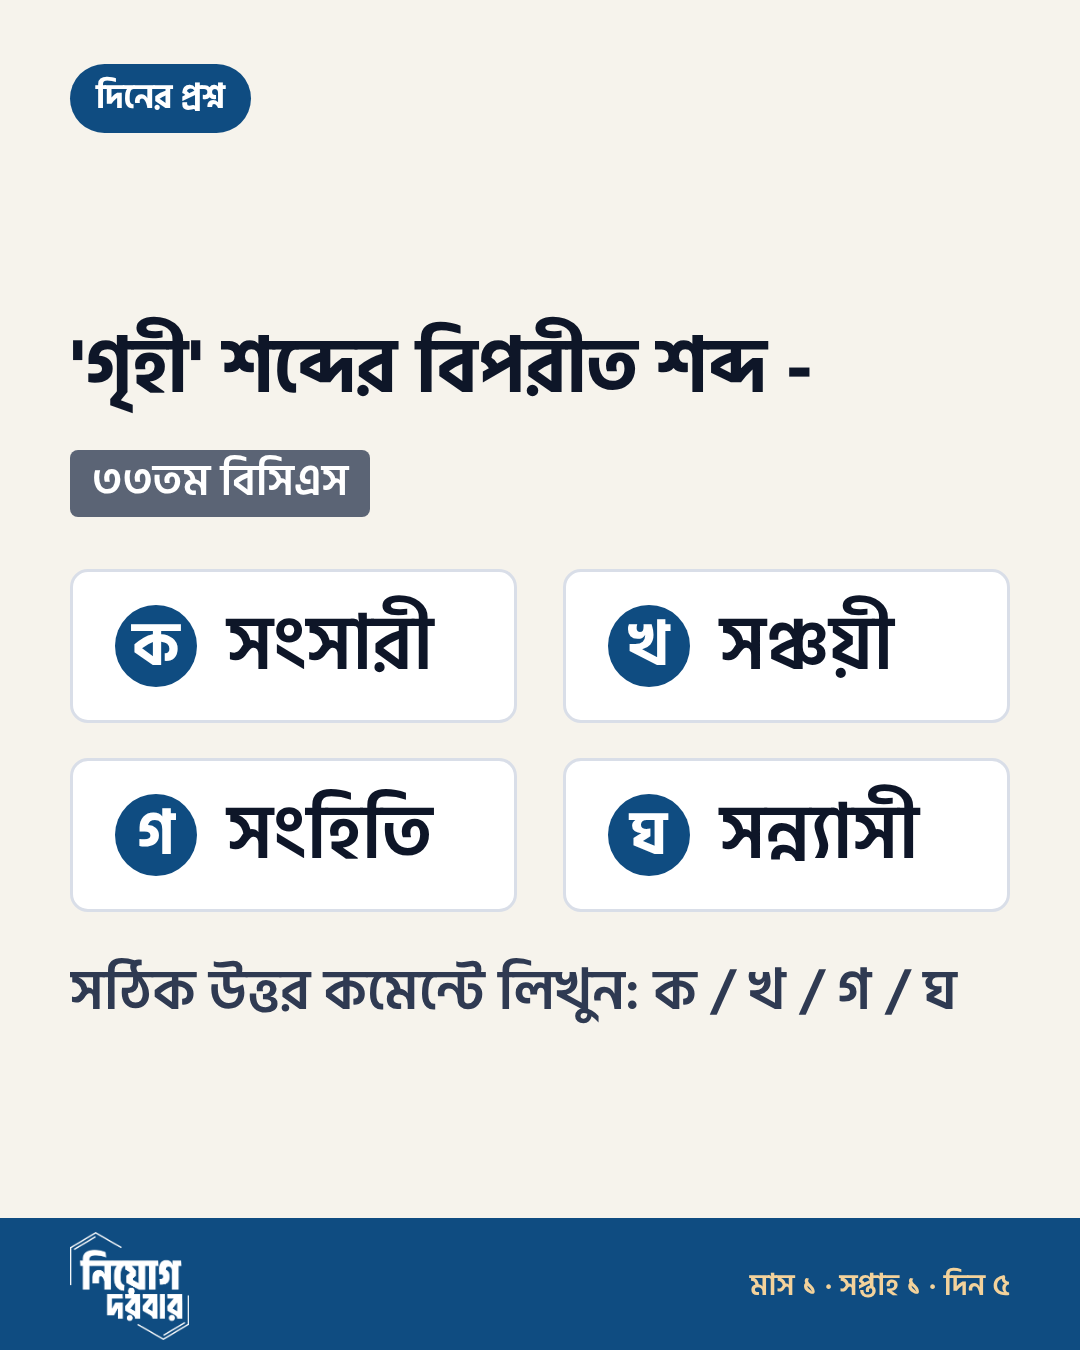 দিনের প্রশ্ন
'গৃহী' শব্দের বিপরীত শব্দ -
৩৩তম বিসিএস
ক সংসারী
খ সঞ্চয়ী
গ সংহিতি
ঘ সন্ন্যাসী
সঠিক উত্তর কমেন্টে লিখুন: ক / খ / গ / ঘ
নিয়োগ
দরবার
মাস ১ · সপ্তাহ ১ · দিন ৫